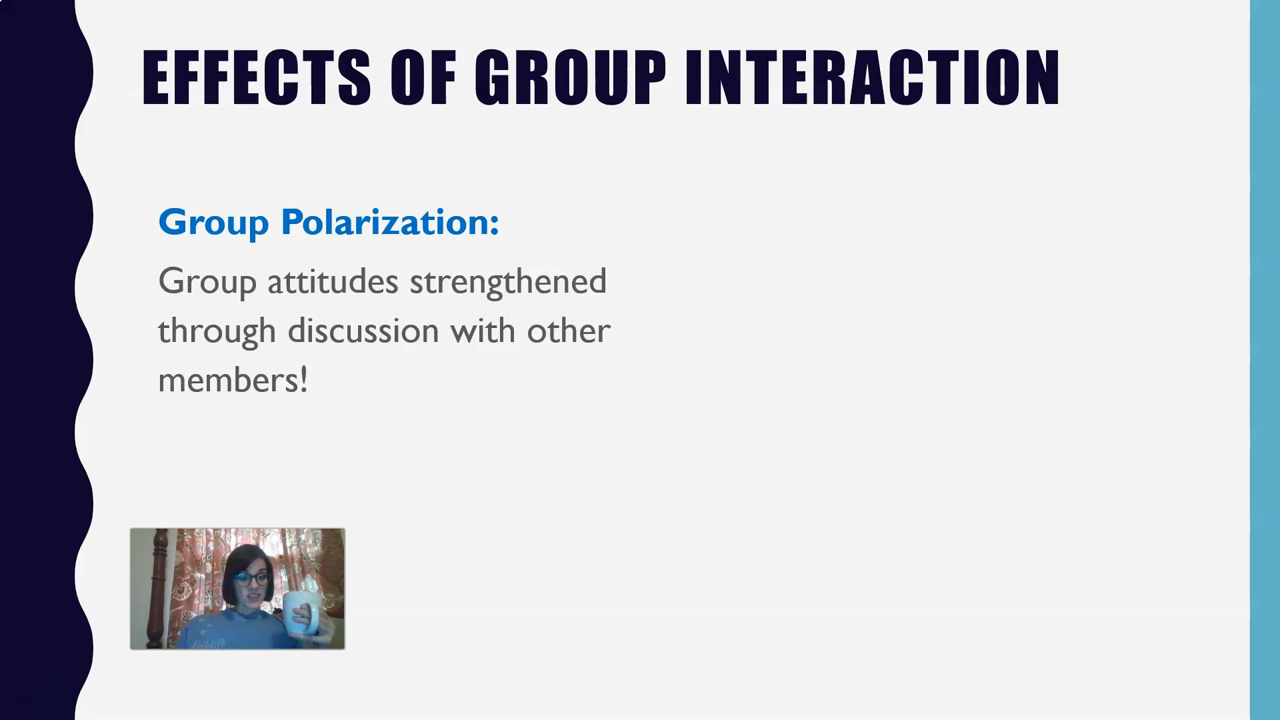 EFFECTS OF GROUP INTERACTION
Group Polarization:
Group attitudes strengthened
through discussion with other
members!